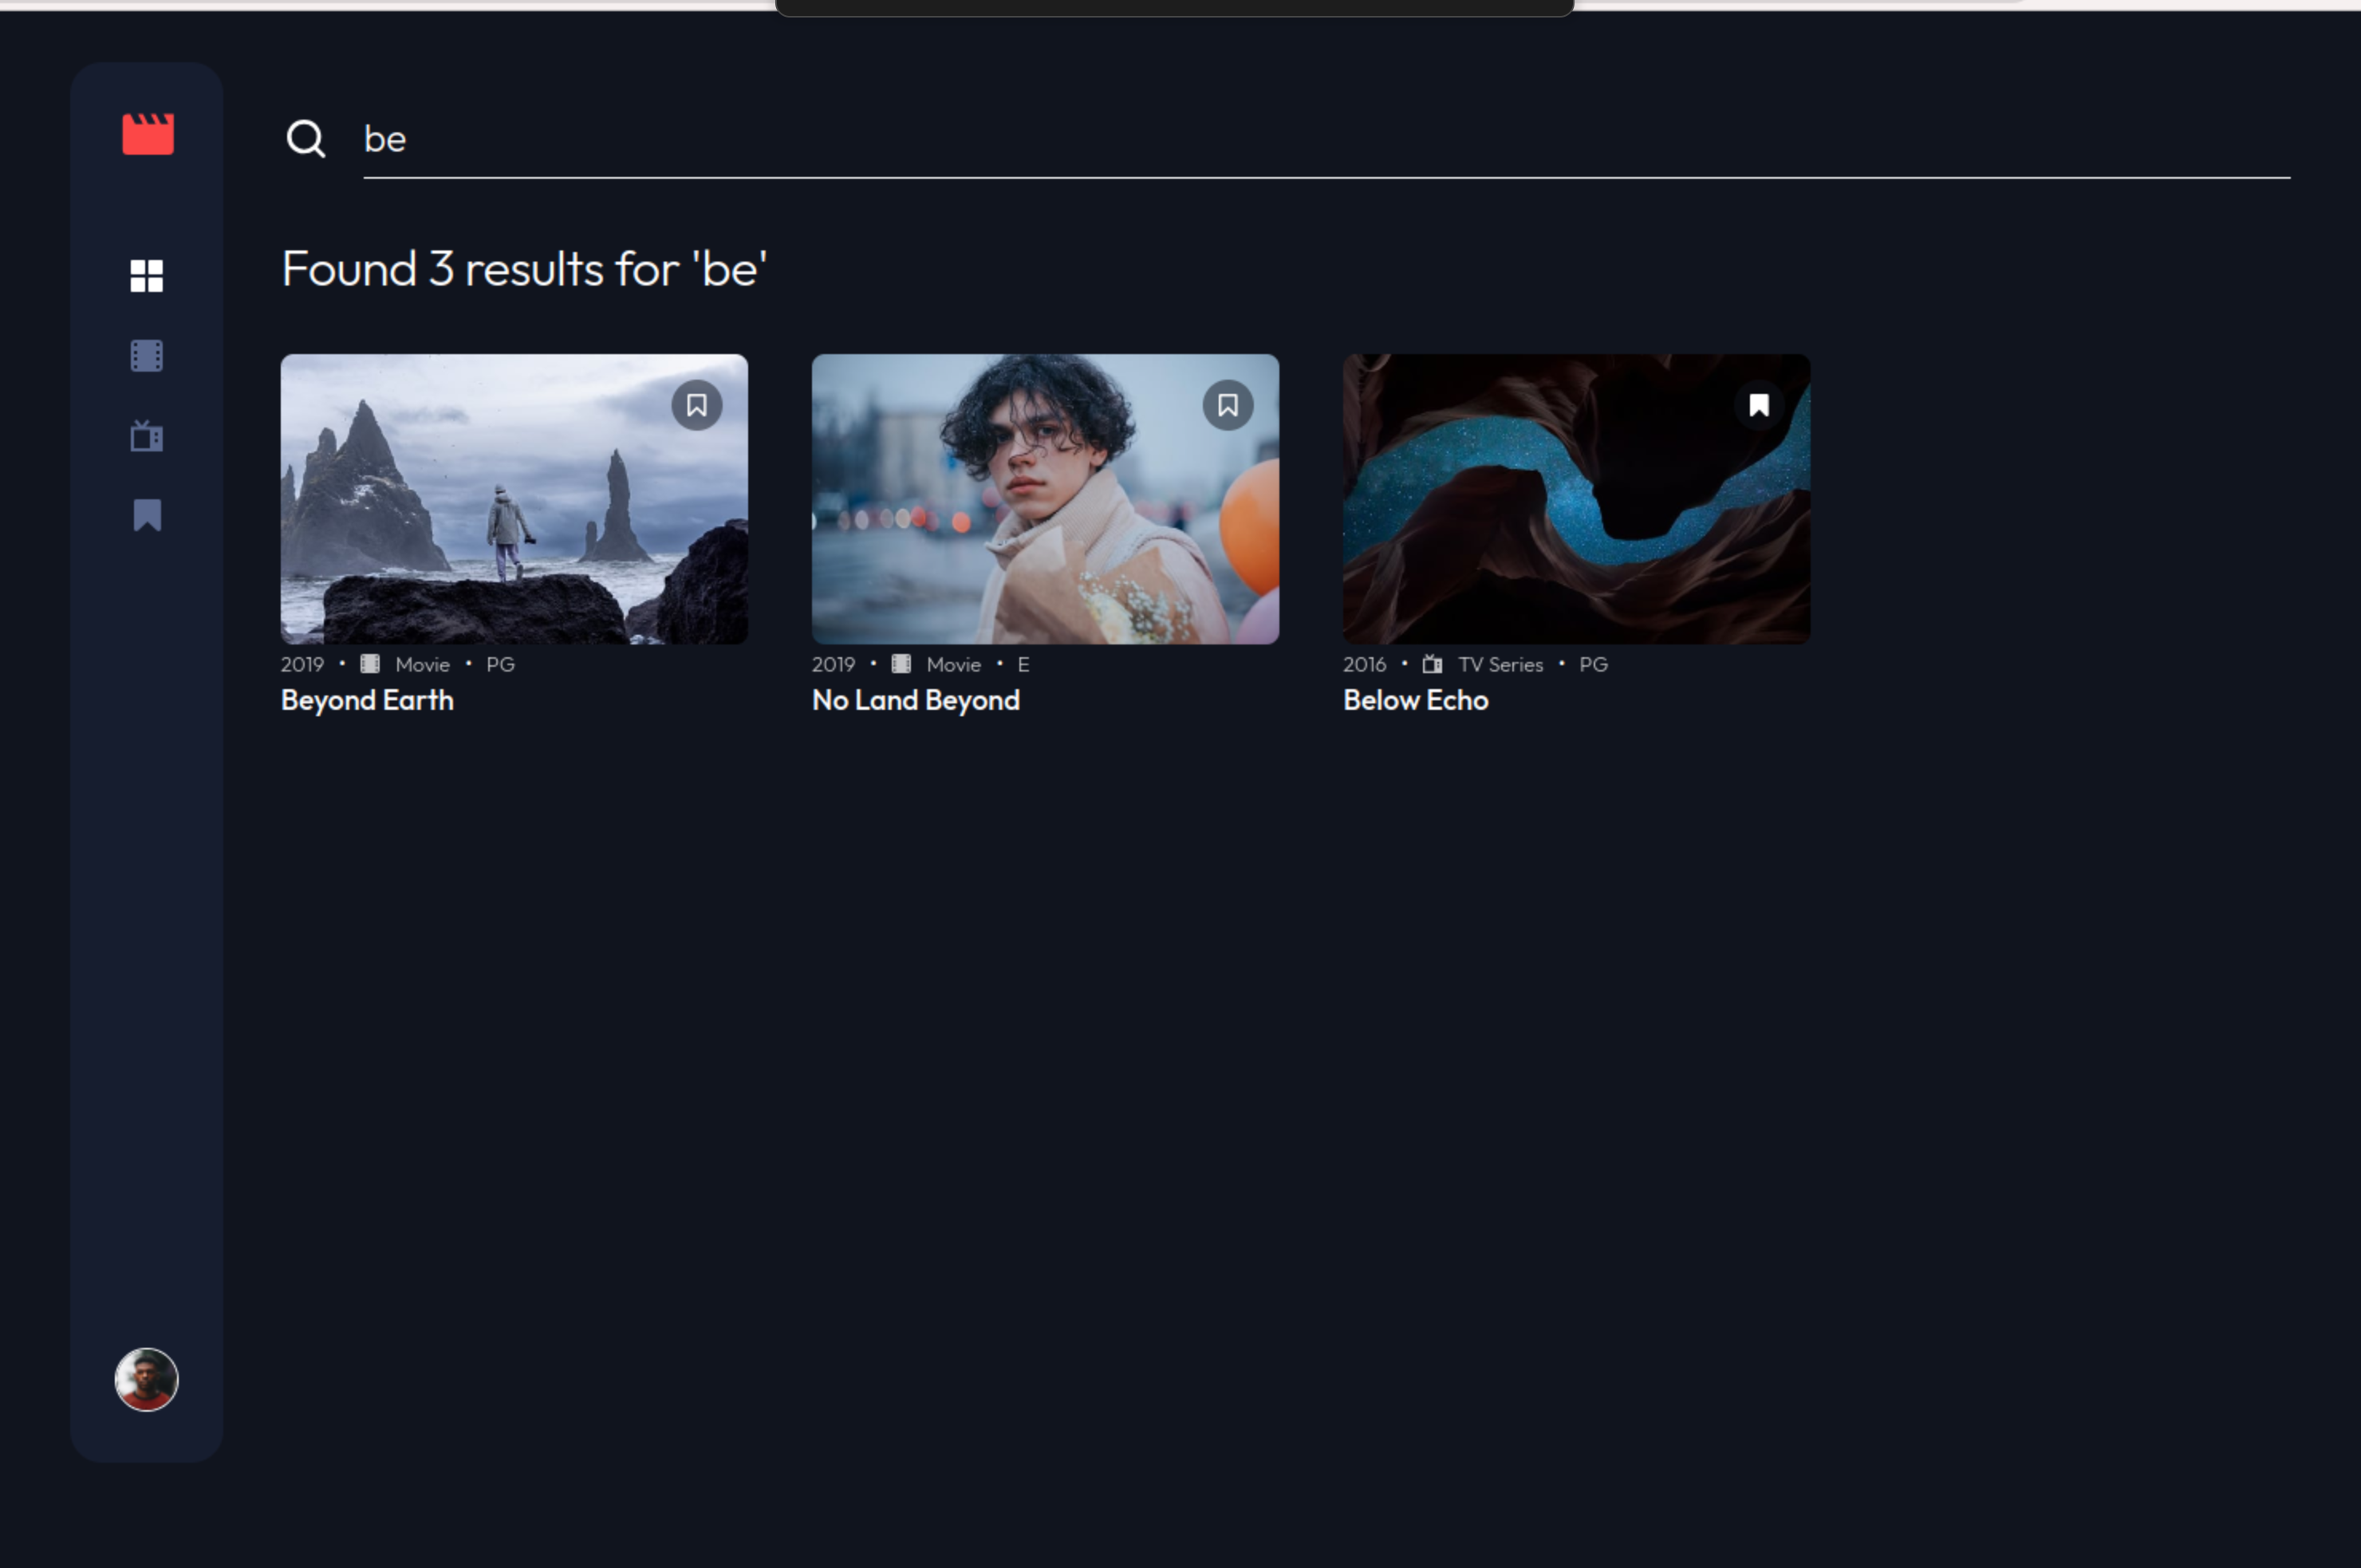 be
Found 3 results for 'be'
2019 • Movie • PG
Beyond Earth
2019 • Movie • E
No Land Beyond
2016 • TV Series • PG
Below Echo